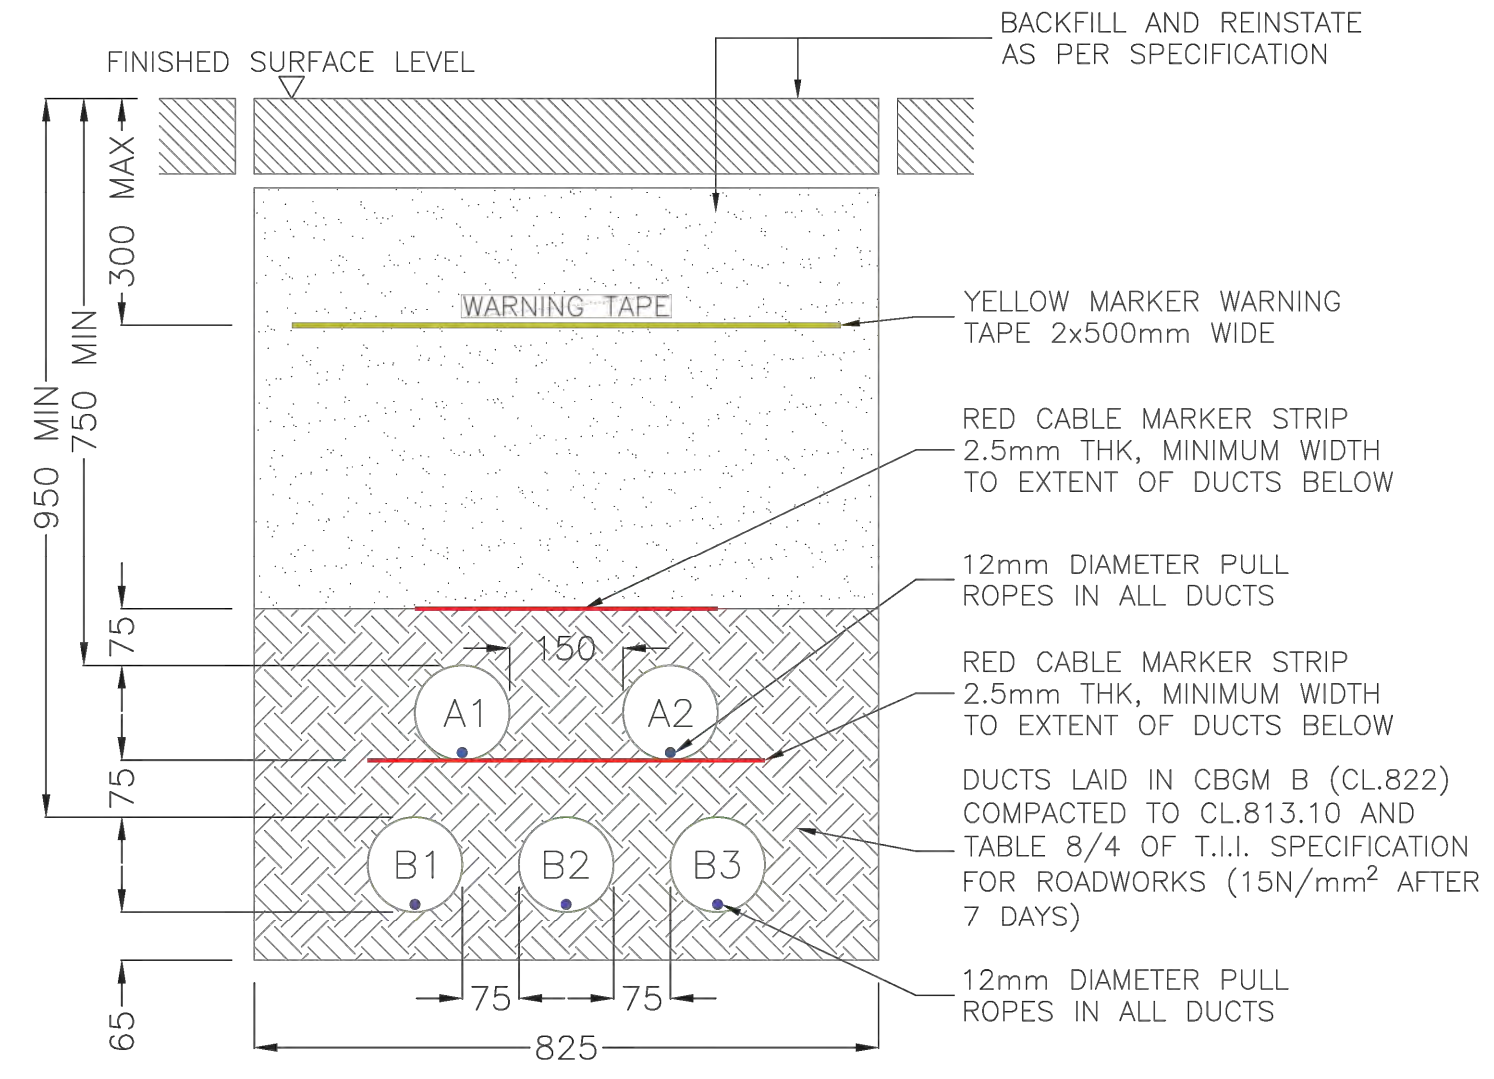 BACKFILL AND REINSTATE
AS PER SPECIFICATION
FINISHED SURFACE LEVEL
300 MAX
750 MIN
950 MIN
WARNING TAPE
YELLOW MARKER WARNING
TAPE 2x500mm WIDE
RED CABLE MARKER STRIP
2.5mm THK, MINIMUM WIDTH
TO EXTENT OF DUCTS BELOW
12mm DIAMETER PULL
ROPES IN ALL DUCTS
75
150
RED CABLE MARKER STRIP
2.5mm THK, MINIMUM WIDTH
TO EXTENT OF DUCTS BELOW
A1
A2
75
DUCTS LAID IN CBGM B (CL.822)
COMPACTED TO CL.813.10 AND
TABLE 8/4 OF T.I.I. SPECIFICATION
FOR ROADWORKS (15N/mm² AFTER
7 DAYS)
B1
B2
B3
12mm DIAMETER PULL
ROPES IN ALL DUCTS
75
75
65
825